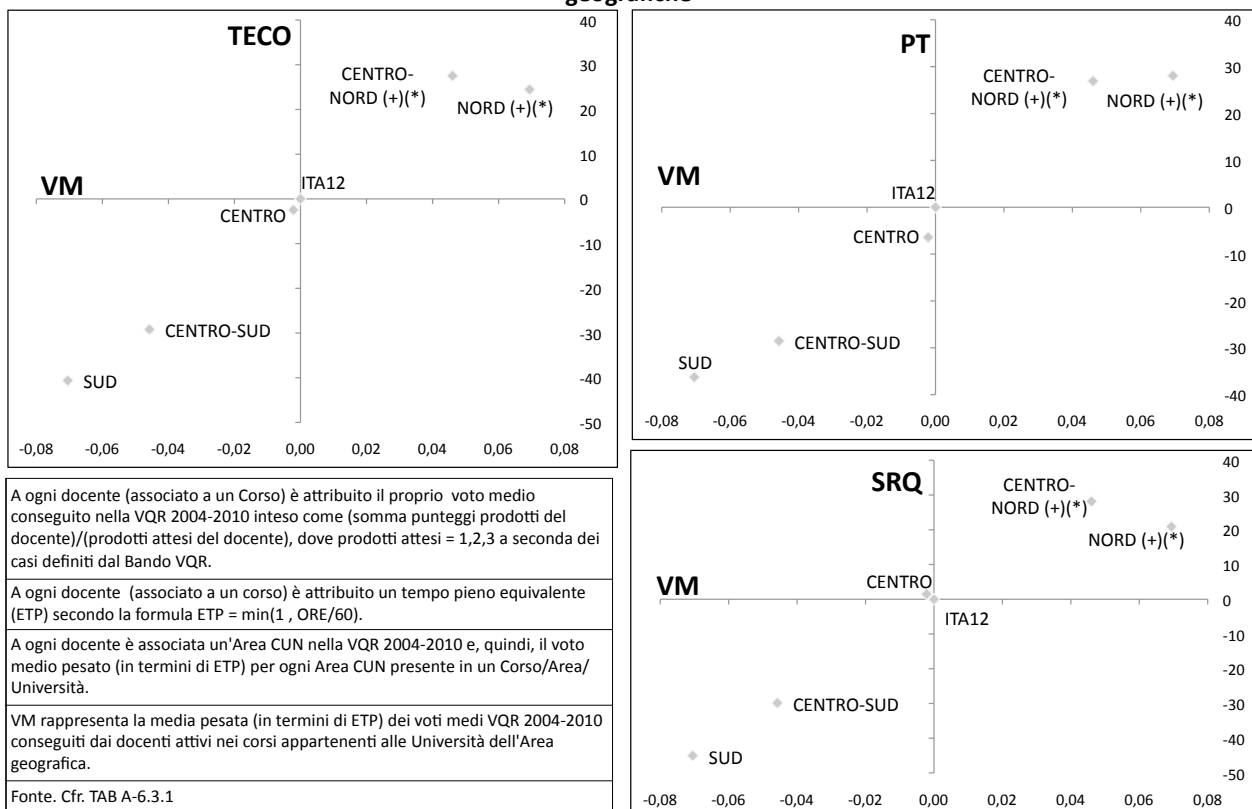 geografiche
TECO
40
30
20
10
0
-10
-20
-30
-40
-50
CENTRO-
NORD (+)(*)
NORD (+)(*)
VM
ITA12
CENTRO
CENTRO-SUD
SUD
-0,08 -0,06 -0,04 -0,02 0,00 0,02 0,04 0,06 0,08
PT
40
30
20
10
0
-10
-20
-30
-40
CENTRO-
NORD (+)(*)
NORD (+)(*)
VM
ITA12
CENTRO
CENTRO-SUD
SUD
-0,08 -0,06 -0,04 -0,02 0,00 0,02 0,04 0,06 0,08
A ogni docente (associato a un Corso) è attribuito il proprio voto medio
conseguito nella VQR 2004-2010 inteso come (somma punteggi prodotti del
docente)/(prodotti attesi del docente), dove prodotti attesi = 1,2,3 a seconda dei
casi definiti dal Bando VQR.
A ogni docente (associato a un corso) è attribuito un tempo pieno equivalente
(ETP) secondo la formula ETP = min(1 , ORE/60).
A ogni docente è associata un'Area CUN nella VQR 2004-2010 e, quindi, il voto
medio pesato (in termini di ETP) per ogni Area CUN presente in un Corso/Area/
Università.
VM rappresenta la media pesata (in termini di ETP) dei voti medi VQR 2004-2010
conseguiti dai docenti attivi nei corsi appartenenti alle Università dell'Area
geografica.
Fonte. Cfr. TAB A-6.3.1
SRQ
40
30
20
10
0
-10
-20
-30
-40
-50
CENTRO-
NORD (+)(*)
NORD (+)(*)
VM
CENTRO
ITA12
CENTRO-SUD
SUD
-0,08 -0,06 -0,04 -0,02 0,00 0,02 0,04 0,06 0,08